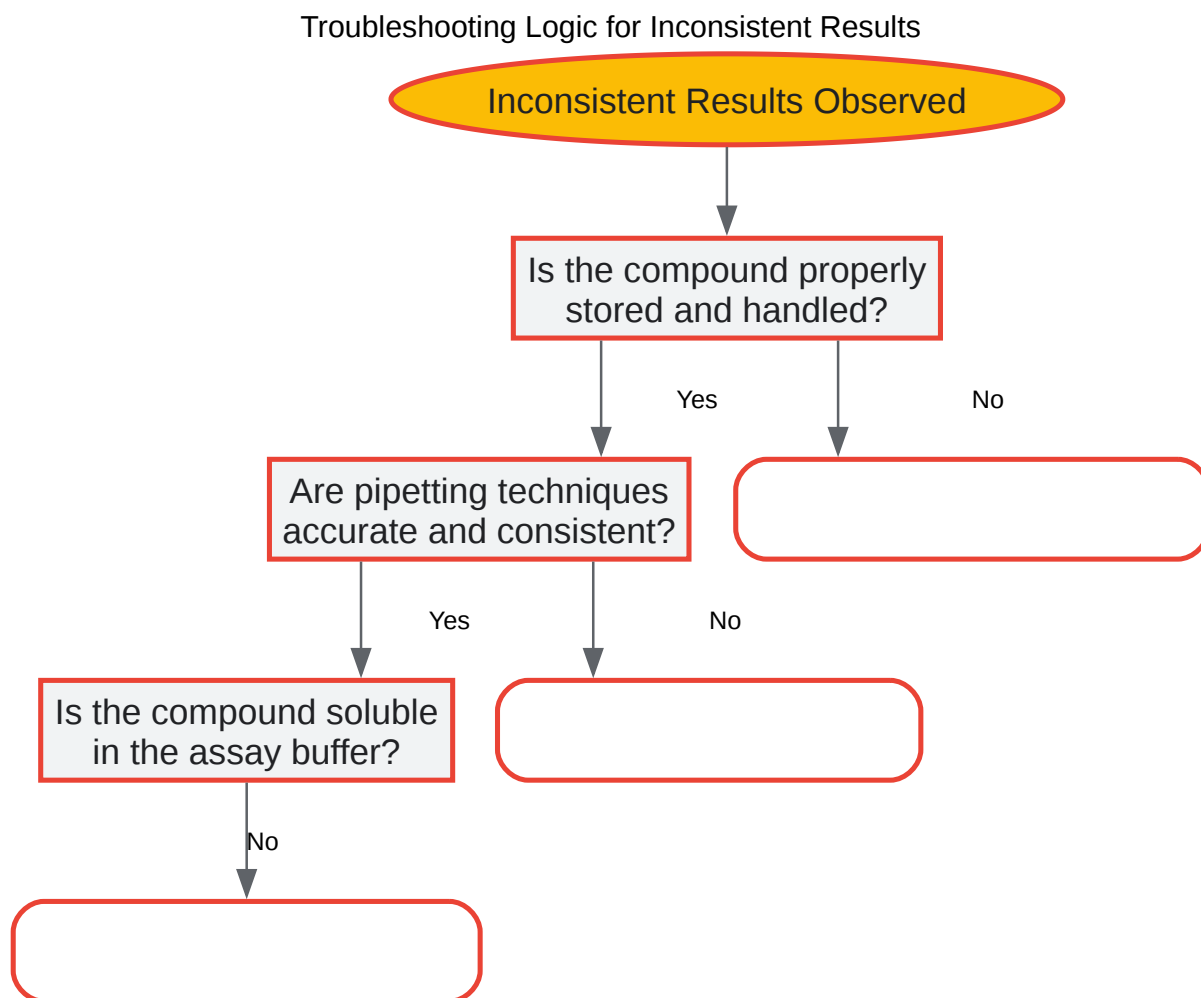 Troubleshooting Logic for Inconsistent Results
Inconsistent Results Observed
Is the compound properly
stored and handled?
Yes
No
Are pipetting techniques
accurate and consistent?
Yes
No
Is the compound soluble
in the assay buffer?
No